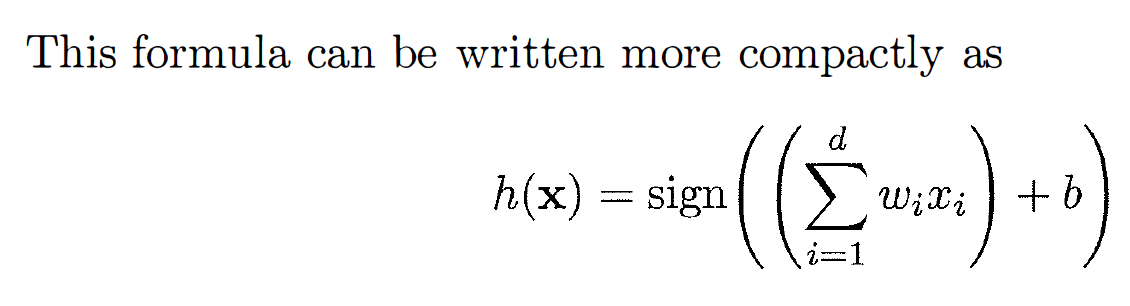 This formula can be written more compactly as
h(𝐱) = sign((∑_{i=1}^{d} w_i x_i) + b)